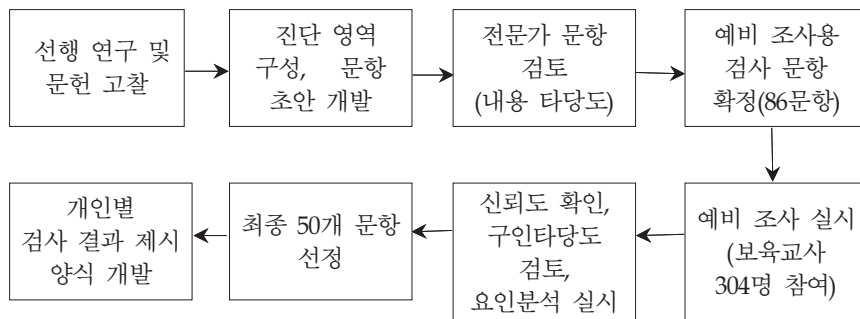 선행 연구 및
문헌 고찰
진단 영역
구성, 문항
초안 개발
전문가 문항
검토
(내용 타당도)
예비 조사용
검사 문항
확정(86문항)
예비 조사 실시
(보육교사
304명 참여)
신뢰도 확인,
구인타당도
검토,
요인분석 실시
최종 50개 문항
선정
개인별
검사 결과 제시
양식 개발